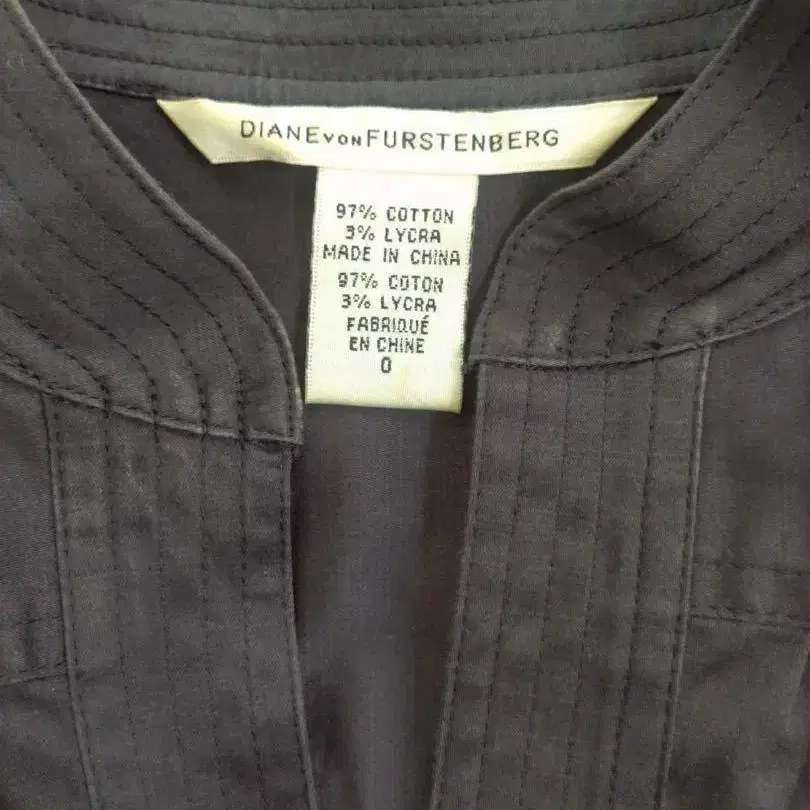 DIANE VON FURSTENBERG
97% COTTON
3% LYCRA
MADE IN CHINA
97% COTON
3% LYCRA
FABRIQUÉ
EN CHINE
0